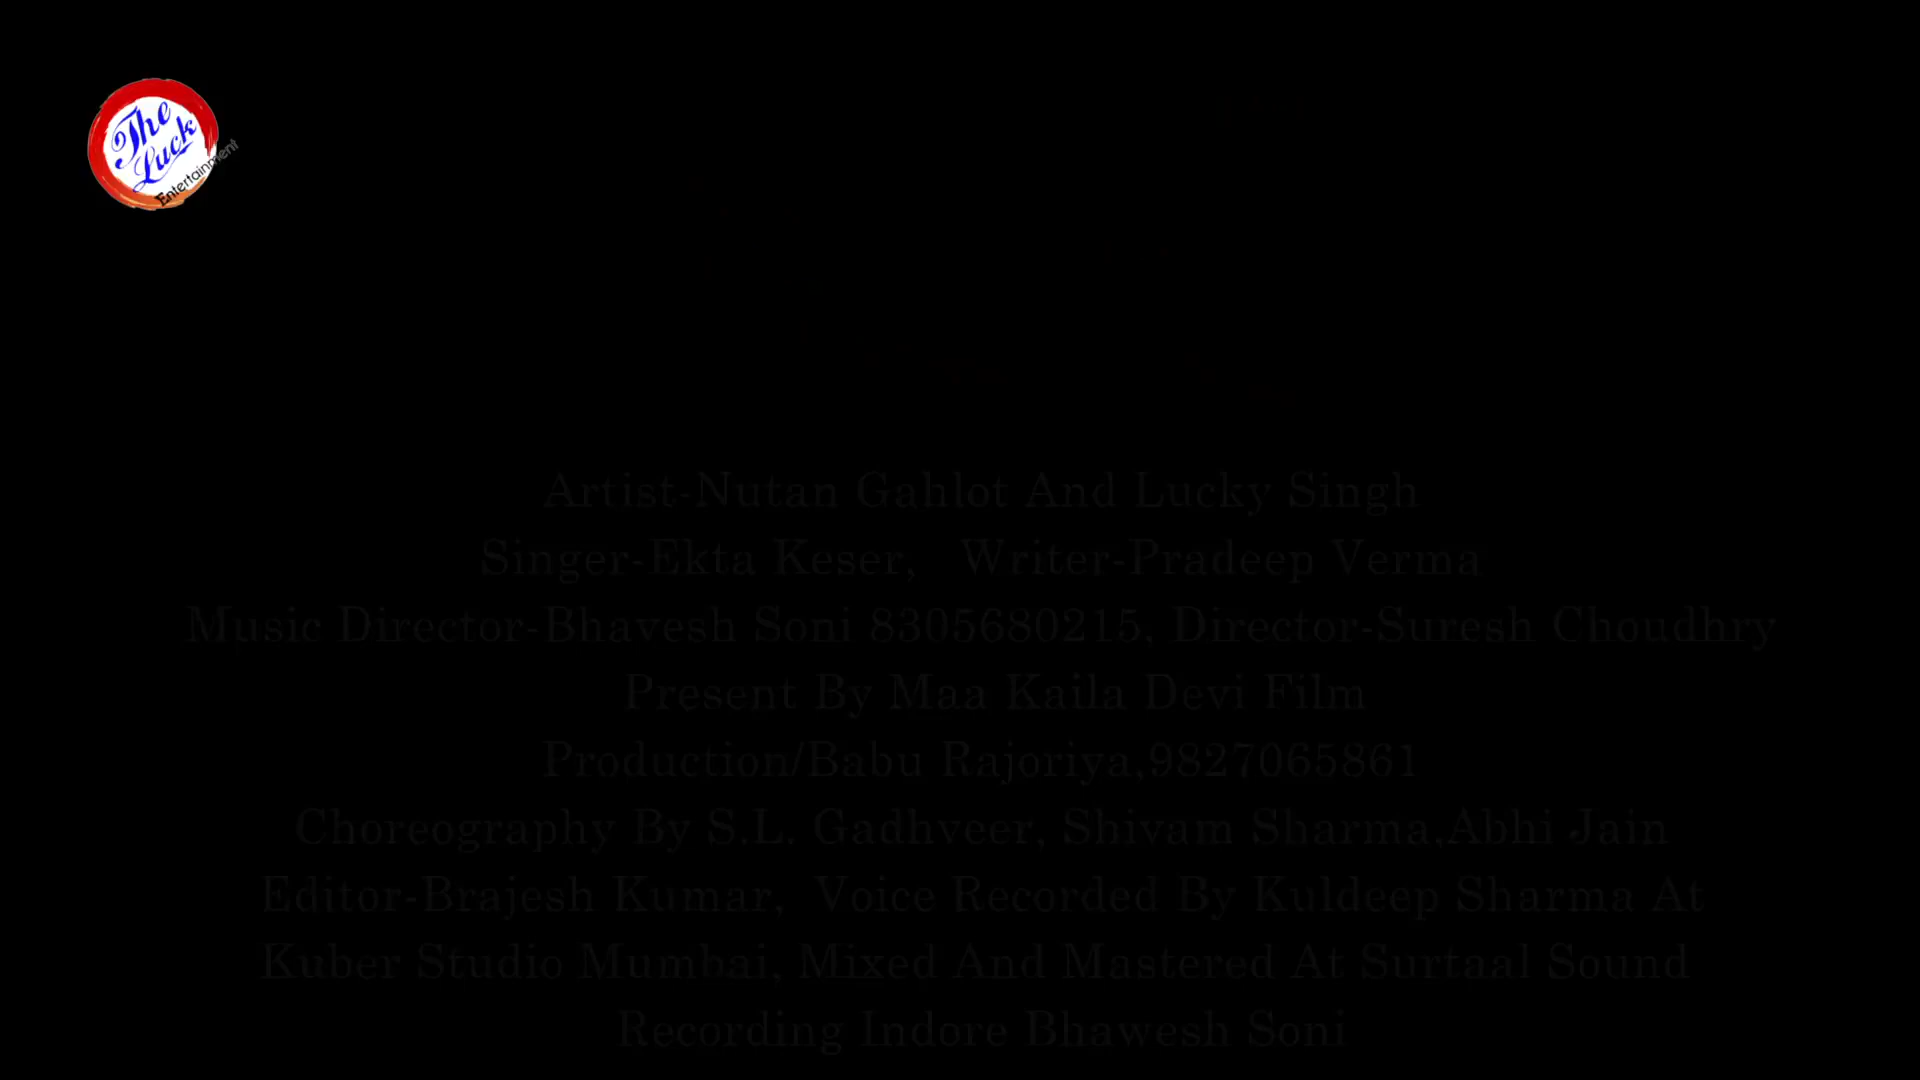 The
Luck
Entertainment
Artist-Nutan Gahlot And Lucky Singh
Singer-Ekta Keser, Writer-Pradeep Verma
Music Director-Bhavesh Soni 8305680215, Director-Suresh Choudhry
Present By Maa Kaila Devi Film
Production/Babu Rajoriya,9827065861
Choreography By S.L. Gadhveer, Shivam Sharma,Abhi Jain
Editor-Brajesh Kumar, Voice Recorded By Kuldeep Sharma At
Kuber Studio Mumbai, Mixed And Mastered At Surtaal Sound
Recording Indore Bhawesh Soni